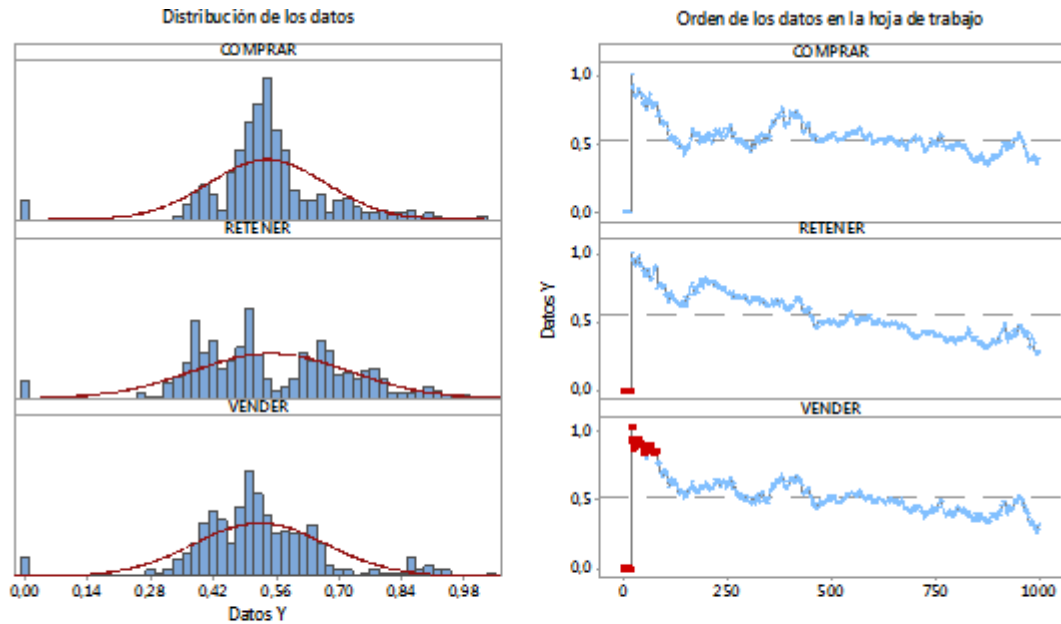 Distribución de los datos
COMPRAR
RETENER
VENDER
0,00 0,14 0,28 0,42 0,56 0,70 0,84 0,98
Datos Y
Orden de los datos en la hoja de trabajo
COMPRAR
1,0
0,5
0,0
RETENER
1,0
0,5
0,0
VENDER
1,0
0,5
0,0
0 250 500 750 1000
Datos Y